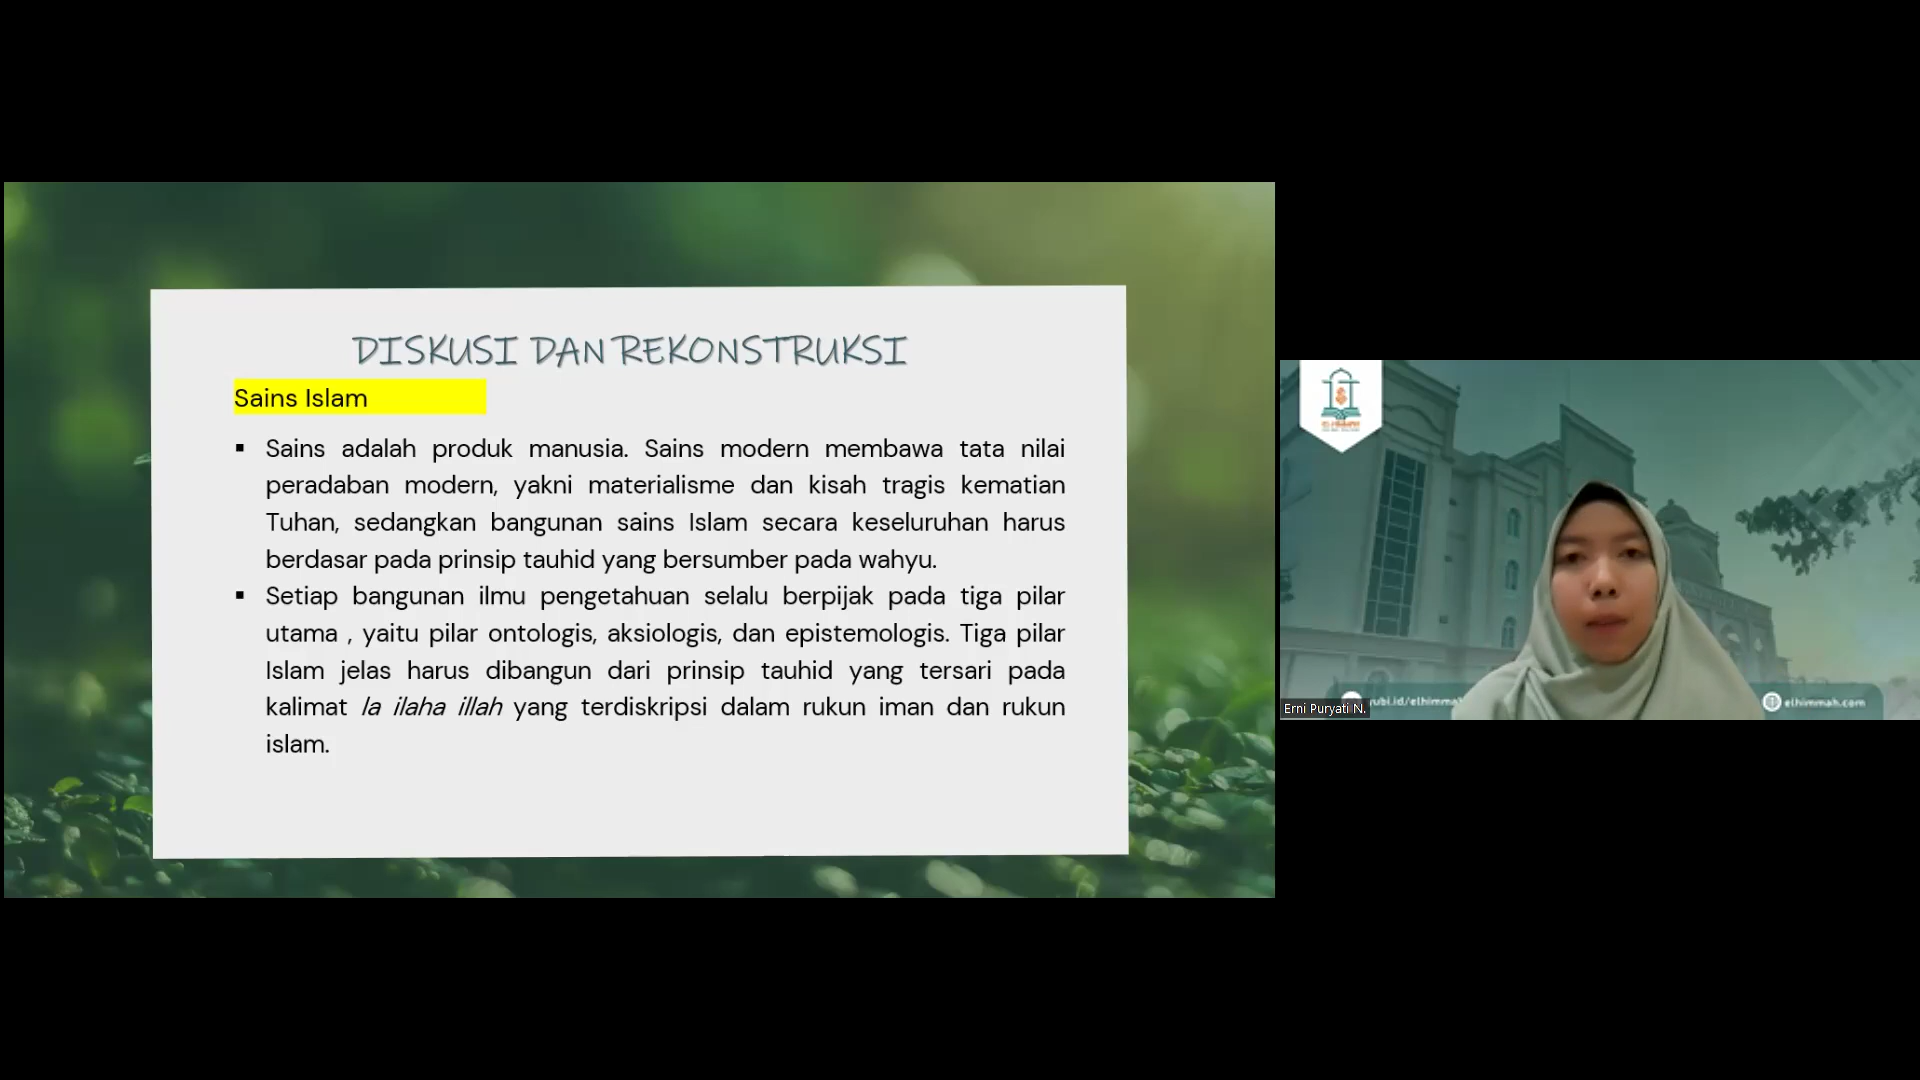 DISKUSI DAN REKONSTRUKSI
Sains Islam
▪ Sains adalah produk manusia. Sains modern membawa tata nilai
peradaban modern, yakni materialisme dan kisah tragis kematian
Tuhan, sedangkan bangunan sains Islam secara keseluruhan harus
berdasar pada prinsip tauhid yang bersumber pada wahyu.
▪ Setiap bangunan ilmu pengetahuan selalu berpijak pada tiga pilar
utama , yaitu pilar ontologis, aksiologis, dan epistemologis. Tiga pilar
Islam jelas harus dibangun dari prinsip tauhid yang tersari pada
kalimat la ilaha illah yang terdiskripsi dalam rukun iman dan rukun
islam.
Erni Puryati N.
rubi.id/elhimmah
elhimmah.com